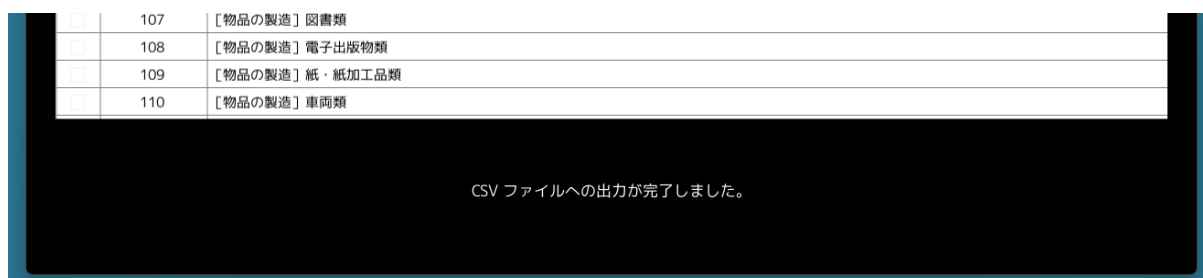 107 [物品の製造] 図書類
108 [物品の製造] 電子出版物類
109 [物品の製造] 紙・紙加工品類
110 [物品の製造] 車両類
CSV ファイルへの出力が完了しました。